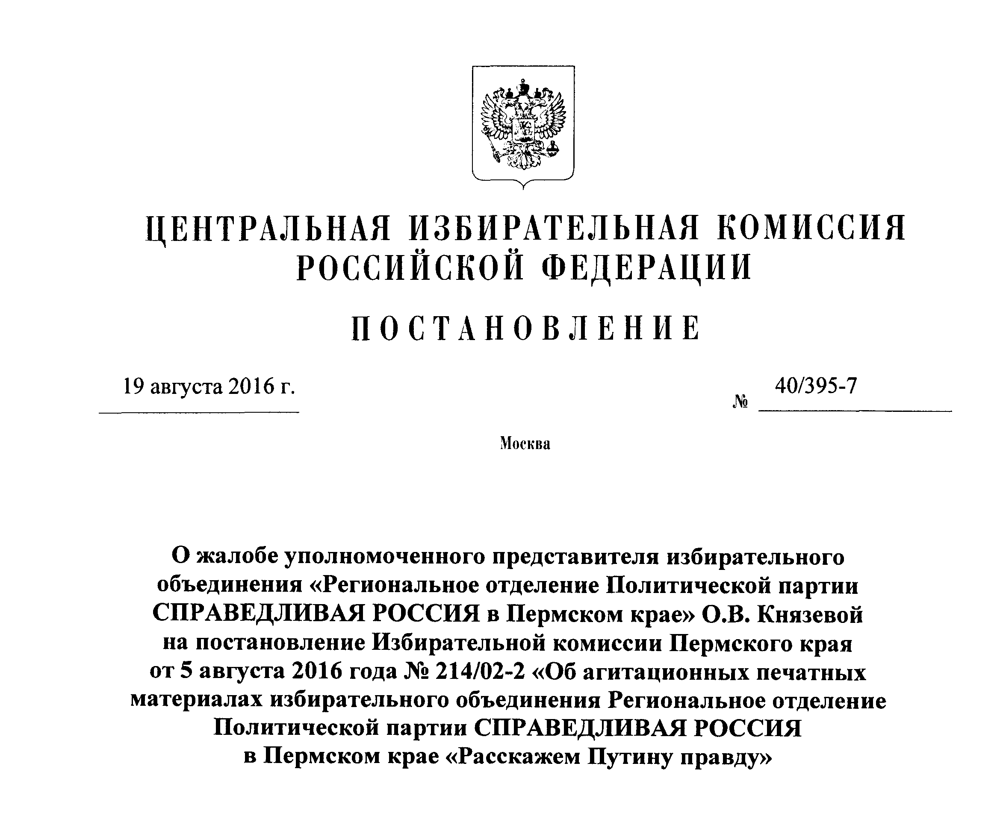 ЦЕНТРАЛЬНАЯ ИЗБИРАТЕЛЬНАЯ КОМИССИЯ
РОССИЙСКОЙ ФЕДЕРАЦИИ
ПОСТАНОВЛЕНИЕ
19 августа 2016 г.
№ 40/395-7
Москва
О жалобе уполномоченного представителя избирательного
объединения «Региональное отделение Политической партии
СПРАВЕДЛИВАЯ РОССИЯ в Пермском крае» О.В. Князевой
на постановление Избирательной комиссии Пермского края
от 5 августа 2016 года № 214/02-2 «Об агитационных печатных
материалах избирательного объединения Региональное отделение
Политической партии СПРАВЕДЛИВАЯ РОССИЯ
в Пермском крае «Расскажем Путину правду»